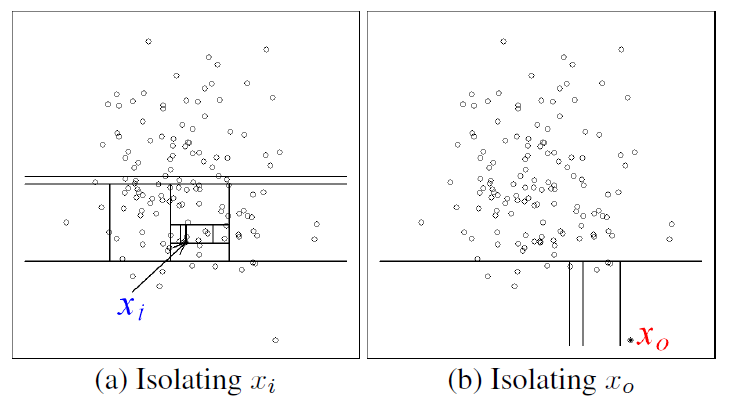 x_i
x_o
(a) Isolating x_i
(b) Isolating x_o